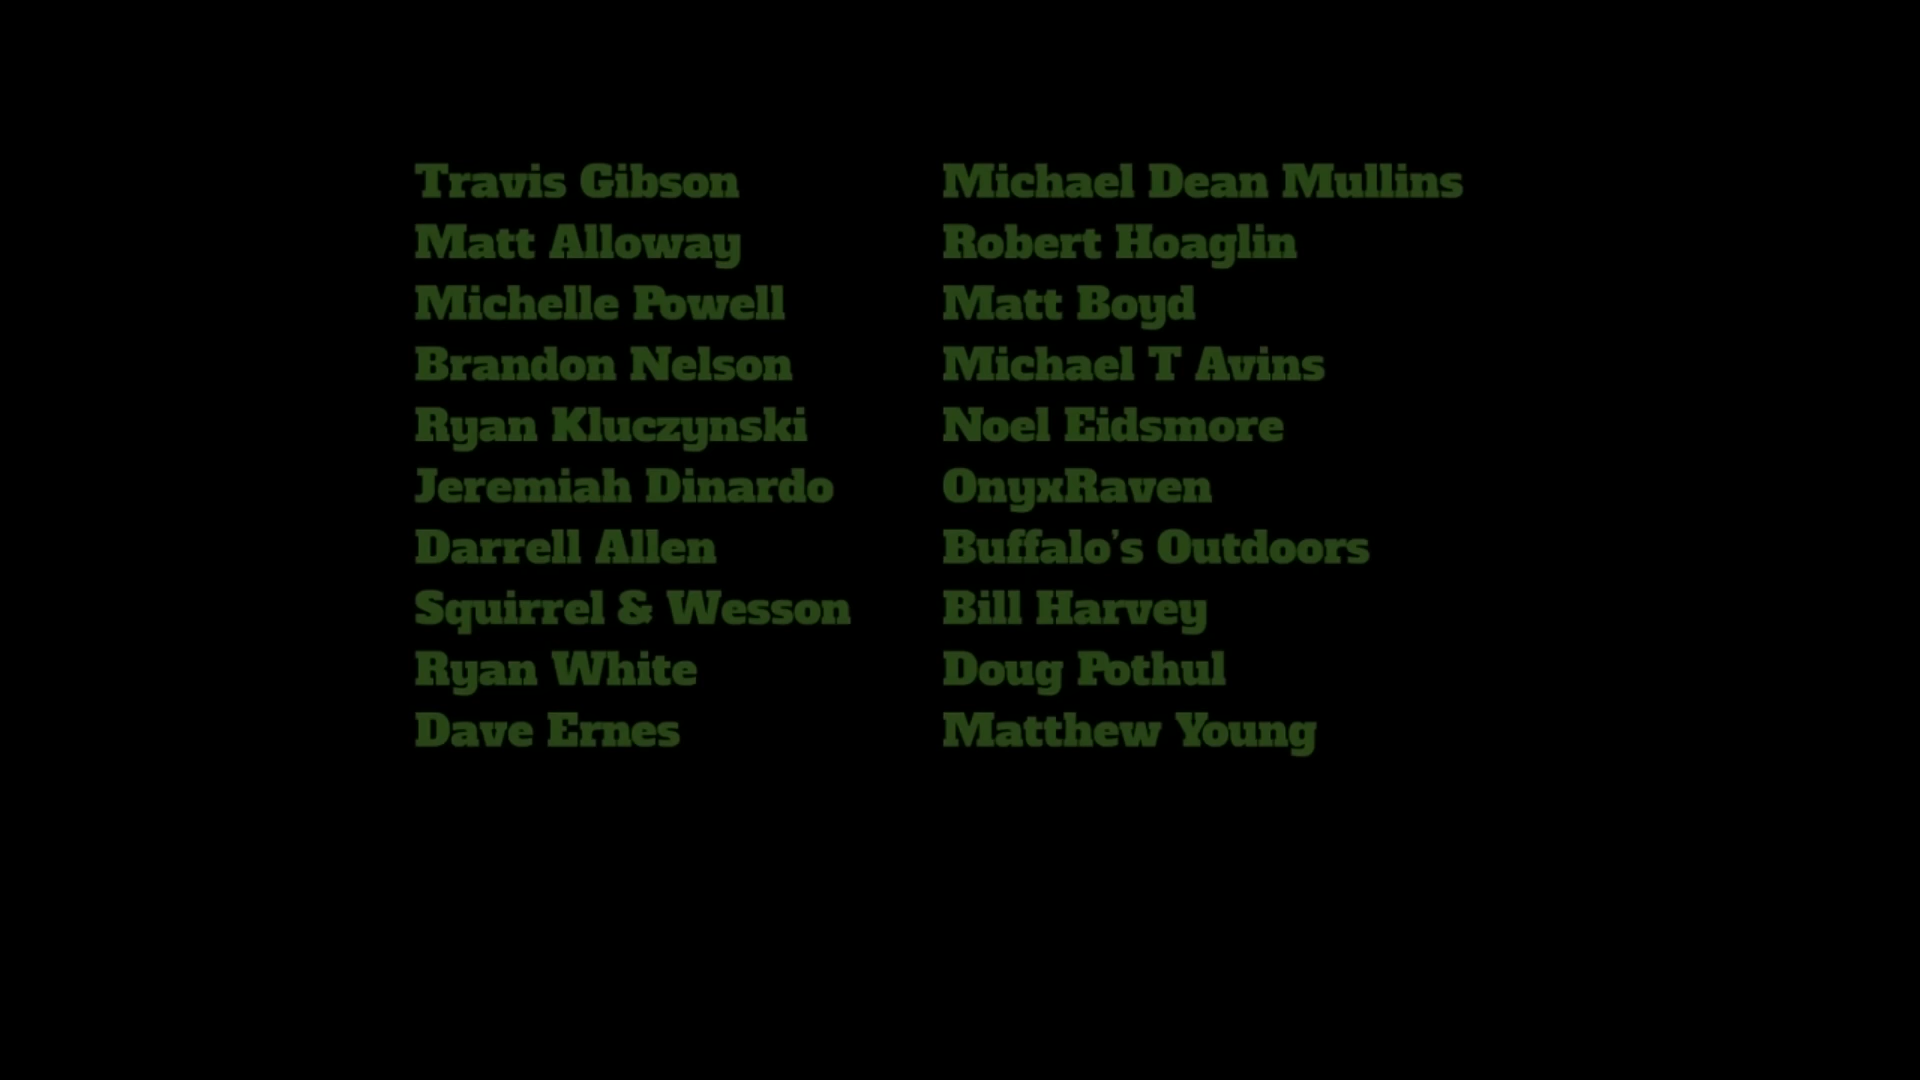 Travis Gibson
Matt Alloway
Michelle Powell
Brandon Nelson
Ryan Kluczynski
Jeremiah Dinardo
Darrell Allen
Squirrel & Wesson
Ryan White
Dave Ernes
Michael Dean Mullins
Robert Hoaglin
Matt Boyd
Michael T Avins
Noel Eidsmore
OnyxRaven
Buffalo’s Outdoors
Bill Harvey
Doug Pothul
Matthew Young